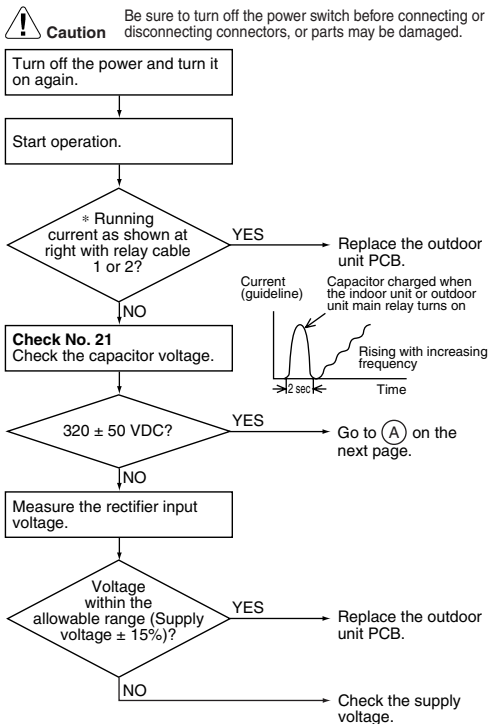 Caution
Be sure to turn off the power switch before connecting or
disconnecting connectors, or parts may be damaged.
Turn off the power and turn it
on again.
Start operation.
∗ Running
current as shown at
right with relay cable
1 or 2?
YES
Replace the outdoor
unit PCB.
NO
Current
(guideline)
Capacitor charged when
the indoor unit or outdoor
unit main relay turns on
Rising with increasing
frequency
2 sec
Time
Check No. 21
Check the capacitor voltage.
320 ± 50 VDC?
YES
Go to A on the
next page.
NO
Measure the rectifier input
voltage.
Voltage
within the
allowable range (Supply
voltage ± 15%)?
YES
Replace the outdoor
unit PCB.
NO
Check the supply
voltage.